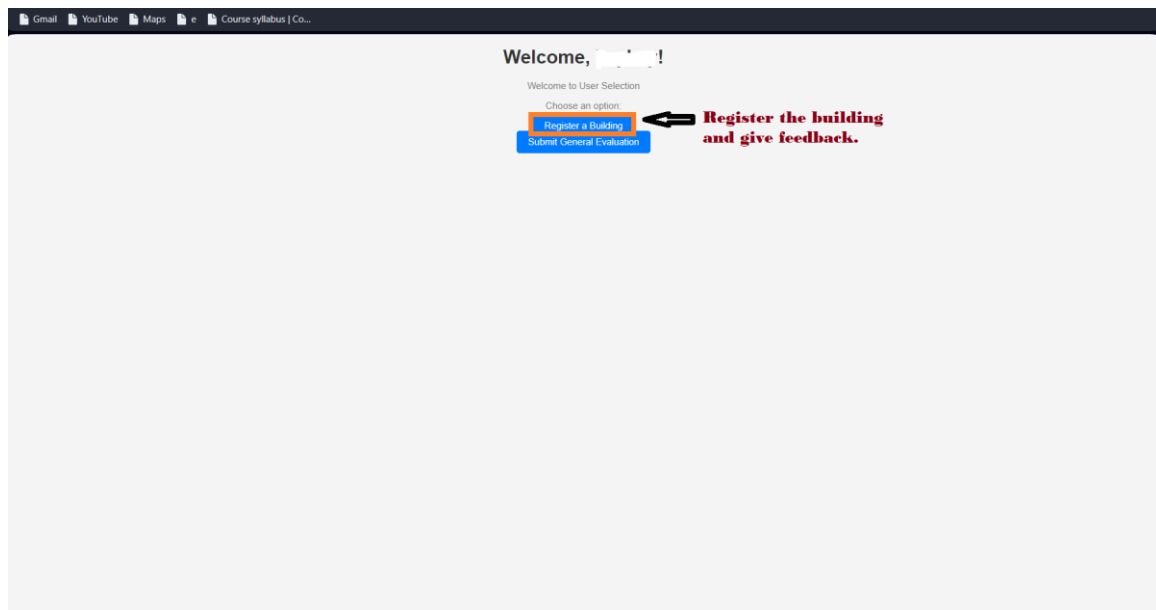 Gmail YouTube Maps e Course syllabus | Co...
Welcome, !
Welcome to User Selection
Choose an option:
Register a Building
Submit General Evaluation
Register the building
and give feedback.